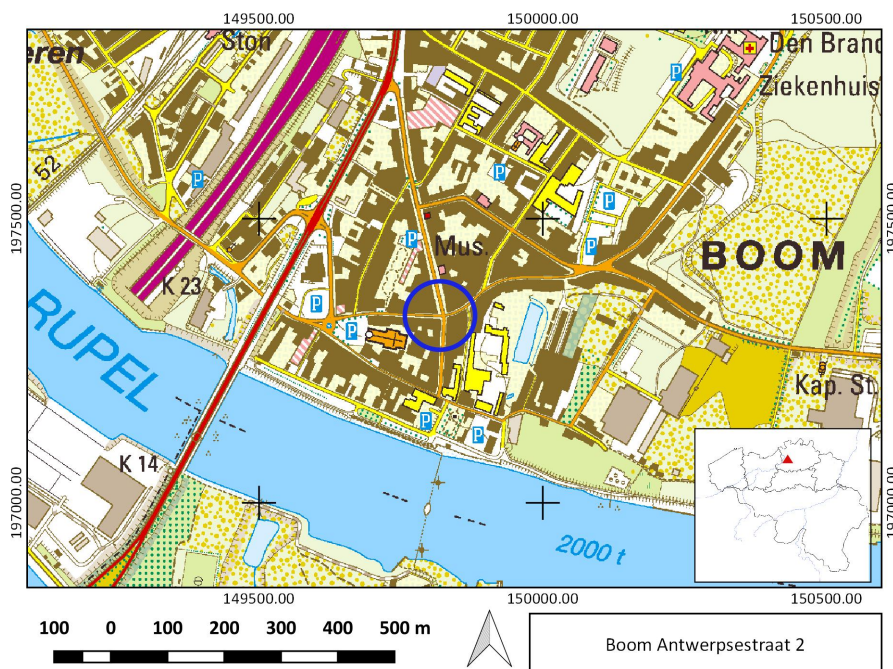 149500.00 150000.00 150500.00
eren
Ston
Den Brand
Ziekenhuis
P
52
P
P
P
197500.00
197500.00
P
P
Mus.
BOOM
K 23
RUPEL
P
P
Kap. St.
P
P
K 14
197000.00
197000.00
2000 t
149500.00 150000.00 150500.00
100 0 100 200 300 400 500 m
Boom Antwerpsestraat 2